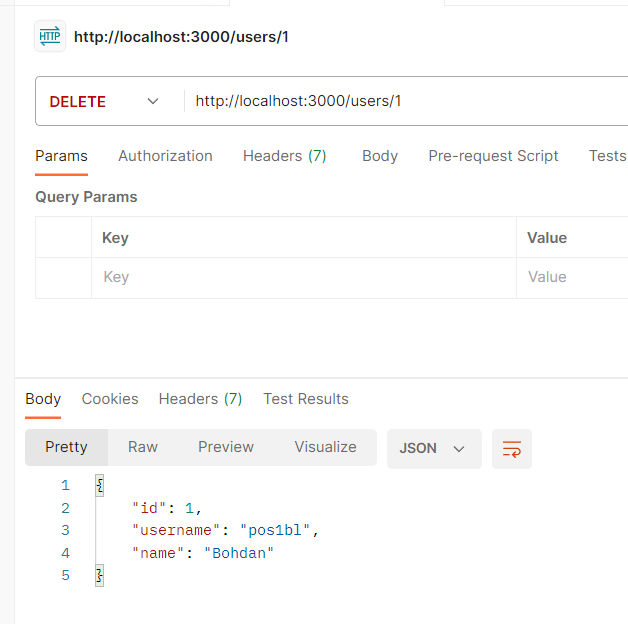 HTTP http://localhost:3000/users/1
DELETE http://localhost:3000/users/1
Params Authorization Headers (7) Body Pre-request Script Tests
Query Params
Key Value
Key Value
Body Cookies Headers (7) Test Results
Pretty Raw Preview Visualize JSON
1 {
2 "id": 1,
3 "username": "pos1bl",
4 "name": "Bohdan"
5 }